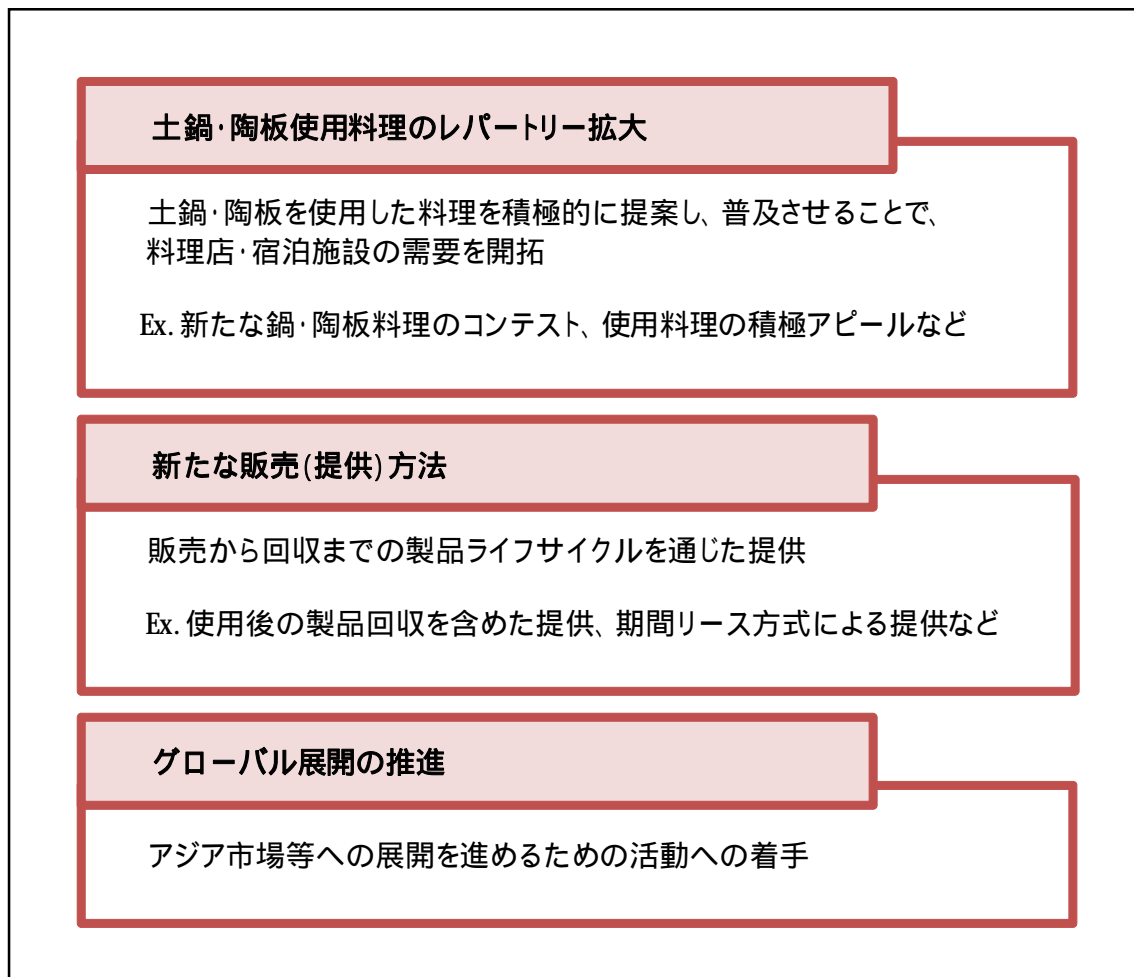 土鍋・陶板使用料理のレパートリー拡大
土鍋・陶板を使用した料理を積極的に提案し、普及させることで、
料理店・宿泊施設の需要を開拓
Ex. 新たな鍋・陶板料理のコンテスト、使用料理の積極アピールなど
新たな販売(提供)方法
販売から回収までの製品ライフサイクルを通じた提供
Ex. 使用後の製品回収を含めた提供、期間リース方式による提供など
グローバル展開の推進
アジア市場等への展開を進めるための活動への着手